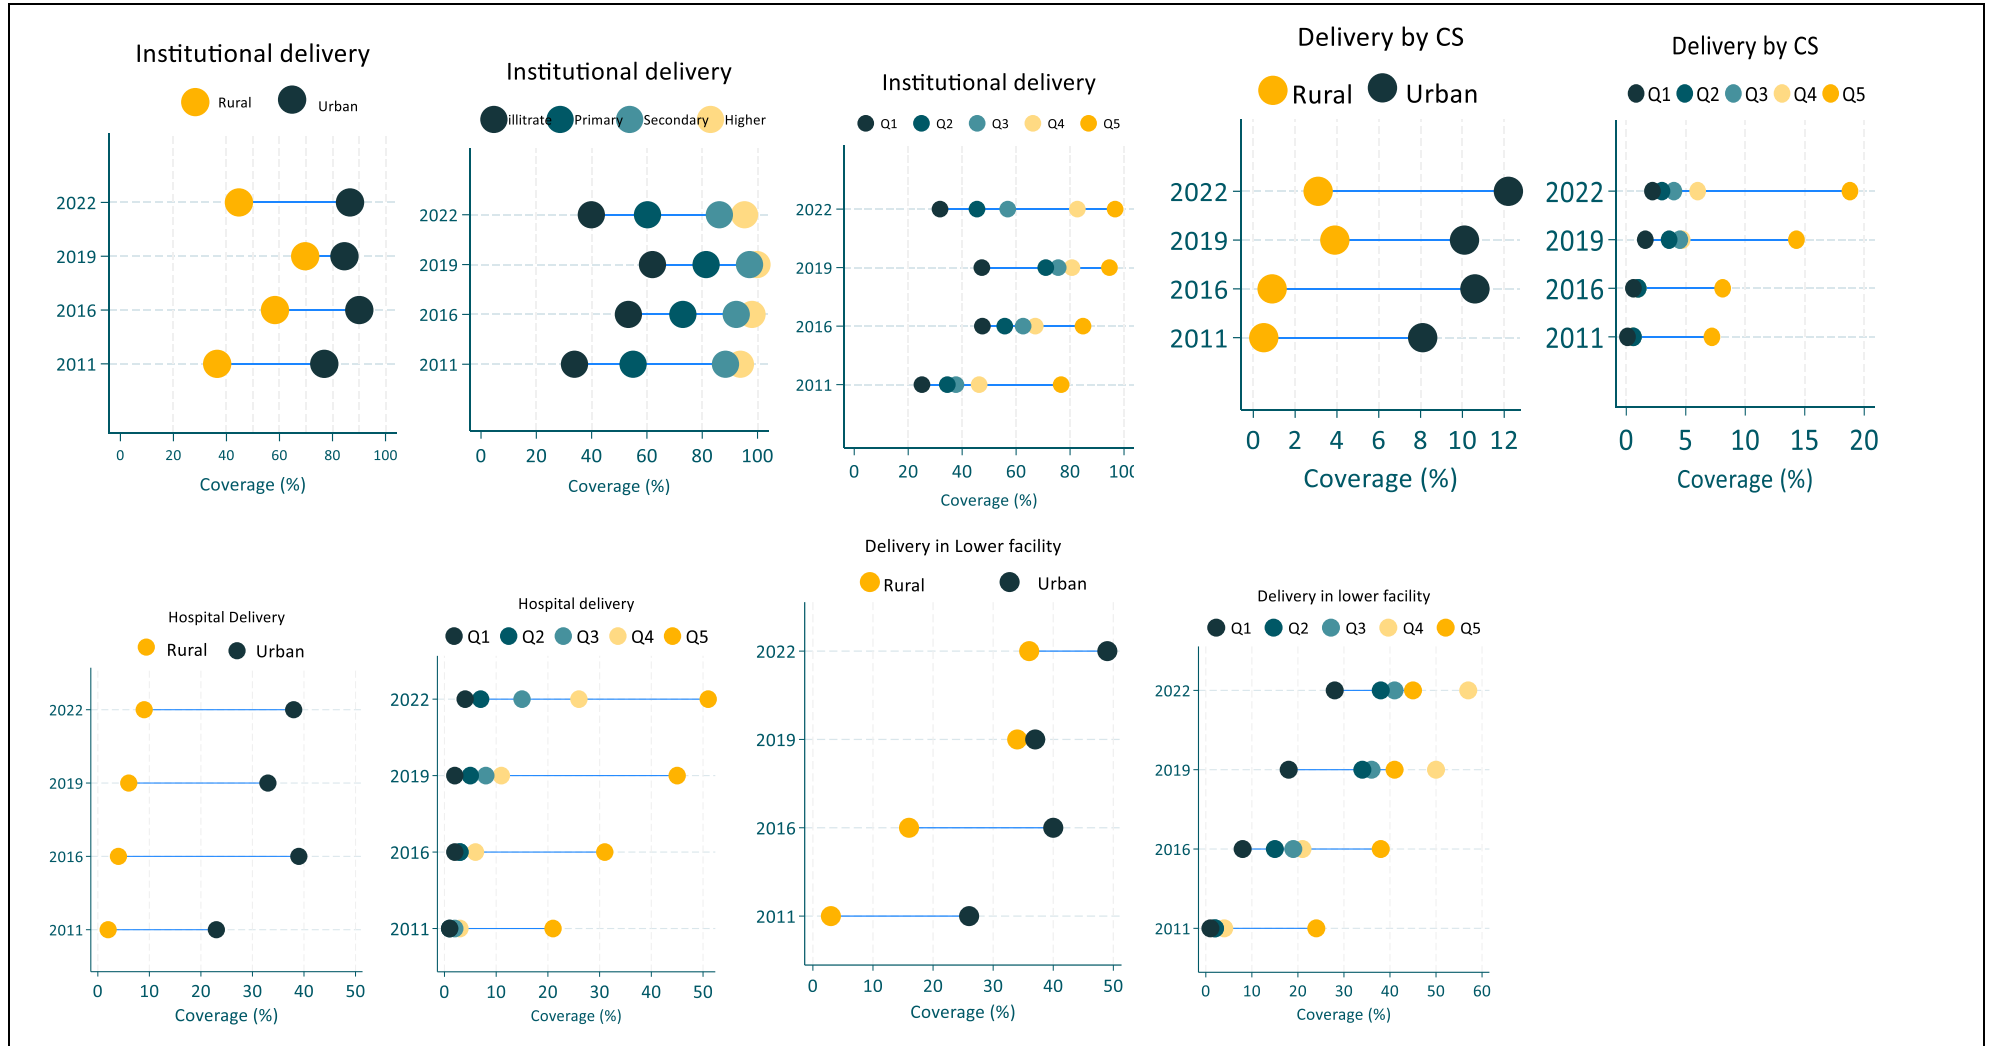 Institutional delivery
Rural Urban
2022
2019
2016
2011
0 20 40 60 80 100
Coverage (%)
Institutional delivery
illitrate Primary Secondary Higher
2022
2019
2016
2011
0 20 40 60 80 100
Coverage (%)
Institutional delivery
Q1 Q2 Q3 Q4 Q5
2022
2019
2016
2011
0 20 40 60 80 100
Coverage (%)
Delivery by CS
Rural Urban
2022
2019
2016
2011
0 2 4 6 8 10 12
Coverage (%)
Delivery by CS
Q1 Q2 Q3 Q4 Q5
2022
2019
2016
2011
0 5 10 15 20
Coverage (%)
Hospital Delivery
Rural Urban
2022
2019
2016
2011
0 10 20 30 40 50
Coverage (%)
Hospital delivery
Q1 Q2 Q3 Q4 Q5
2022
2019
2016
2011
0 10 20 30 40 50
Coverage (%)
Delivery in Lower facility
Rural Urban
2022
2019
2016
2011
0 10 20 30 40 50
Coverage (%)
Delivery in lower facility
Q1 Q2 Q3 Q4 Q5
2022
2019
2016
2011
0 10 20 30 40 50 60
Coverage (%)